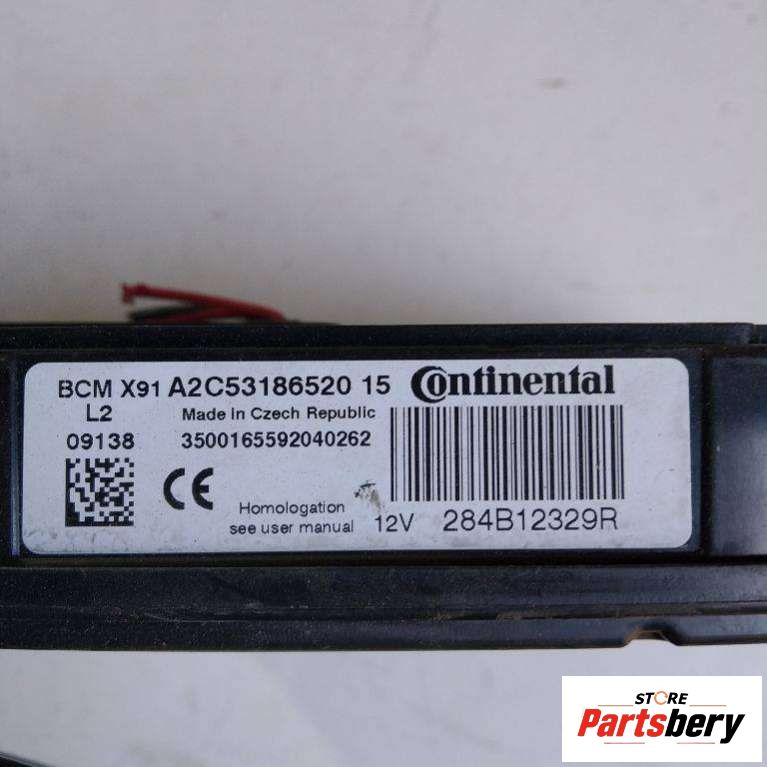 BCM X91 A2C53186520 15 Continental
L2 Made in Czech Republic
09138 3500165592040262
CE
Homologation
see user manual 12V 284B12329R
STORE
Partsbery